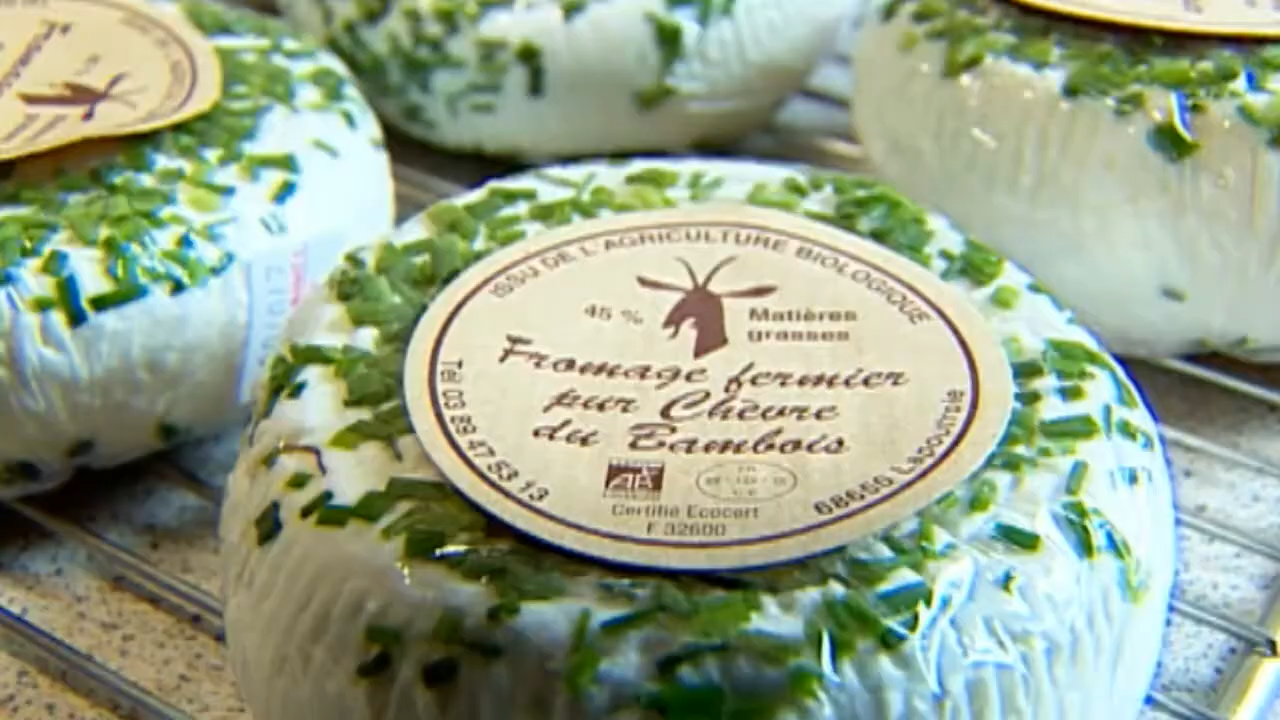 ISSU DE L'AGRICULTURE BIOLOGIQUE
45 %
Matières
grasses
Fromage fermier
pur Chèvre
du Bambois
Tél 03 89 47 53 13
68650 Lapoutroie
AB
Certifié Ecocert
F 32600